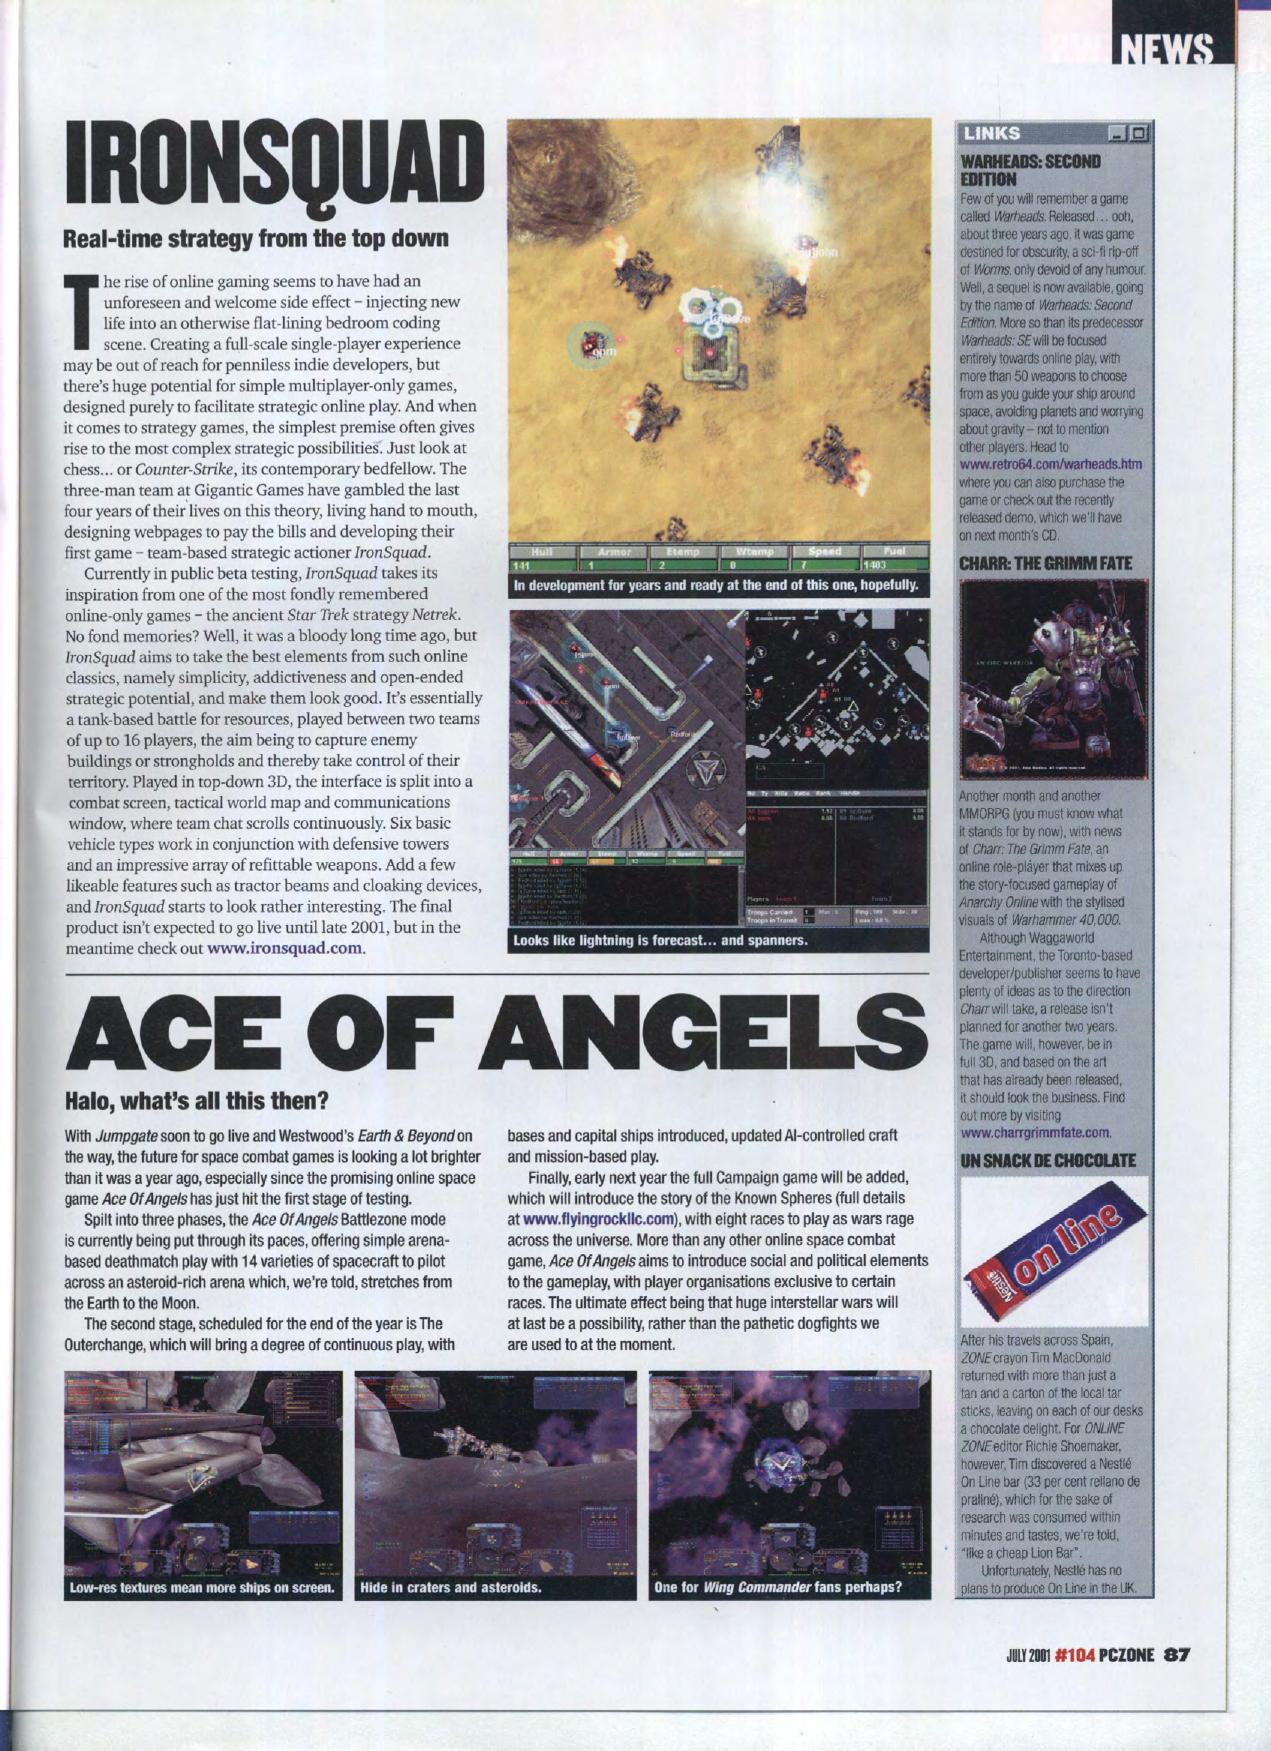 NEWS
IRONSQUAD
Real-time strategy from the top down
The rise of online gaming seems to have had an
unforeseen and welcome side effect – injecting new
life into an otherwise flat-lining bedroom coding
scene. Creating a full-scale single-player experience
may be out of reach for penniless indie developers, but
there's huge potential for simple multiplayer-only games,
designed purely to facilitate strategic online play. And when
it comes to strategy games, the simplest premise often gives
rise to the most complex strategic possibilities. Just look at
chess... or Counter-Strike, its contemporary bedfellow. The
three-man team at Gigantic Games have gambled the last
four years of their lives on this theory, living hand to mouth,
designing webpages to pay the bills and developing their
first game – team-based strategic actioner IronSquad.
Currently in public beta testing, IronSquad takes its
inspiration from one of the most fondly remembered
online-only games – the ancient Star Trek strategy Netrek.
No fond memories? Well, it was a bloody long time ago, but
IronSquad aims to take the best elements from such online
classics, namely simplicity, addictiveness and open-ended
strategic potential, and make them look good. It's essentially
a tank-based battle for resources, played between two teams
of up to 16 players, the aim being to capture enemy
buildings or strongholds and thereby take control of their
territory. Played in top-down 3D, the interface is split into a
combat screen, tactical world map and communications
window, where team chat scrolls continuously. Six basic
vehicle types work in conjunction with defensive towers
and an impressive array of refittable weapons. Add a few
likeable features such as tractor beams and cloaking devices,
and IronSquad starts to look rather interesting. The final
product isn't expected to go live until late 2001, but in the
meantime check out www.ironsquad.com.
oom
Hull Armor Etemp Wtemp Speed Fuel
141 1 2 0 7 1403
In development for years and ready at the end of this one, hopefully.
Looks like lightning is forecast... and spanners.
ACE OF ANGELS
Halo, what's all this then?
With Jumpgate soon to go live and Westwood's Earth & Beyond on
the way, the future for space combat games is looking a lot brighter
than it was a year ago, especially since the promising online space
game Ace Of Angels has just hit the first stage of testing.
Spilt into three phases, the Ace Of Angels Battlezone mode
is currently being put through its paces, offering simple arena-
based deathmatch play with 14 varieties of spacecraft to pilot
across an asteroid-rich arena which, we're told, stretches from
the Earth to the Moon.
The second stage, scheduled for the end of the year is The
Outerchange, which will bring a degree of continuous play, with
bases and capital ships introduced, updated AI-controlled craft
and mission-based play.
Finally, early next year the full Campaign game will be added,
which will introduce the story of the Known Spheres (full details
at www.flyingrockllc.com), with eight races to play as wars rage
across the universe. More than any other online space combat
game, Ace Of Angels aims to introduce social and political elements
to the gameplay, with player organisations exclusive to certain
races. The ultimate effect being that huge interstellar wars will
at last be a possibility, rather than the pathetic dogfights we
are used to at the moment.
Low-res textures mean more ships on screen.
Hide in craters and asteroids.
One for Wing Commander fans perhaps?
LINKS
WARHEADS: SECOND
EDITION
Few of you will remember a game
called Warheads. Released... ooh,
about three years ago, it was game
destined for obscurity, a sci-fi rip-off
of Worms, only devoid of any humour.
Well, a sequel is now available, going
by the name of Warheads: Second
Edition. More so than its predecessor
Warheads: SE will be focused
entirely towards online play, with
more than 50 weapons to choose
from as you guide your ship around
space, avoiding planets and worrying
about gravity – not to mention
other players. Head to
www.retro64.com/warheads.htm
where you can also purchase the
game or check out the recently
released demo, which we'll have
on next month's CD.
CHARR: THE GRIMM FATE
AN ORC WARRIOR
Another month and another
MMORPG (you must know what
it stands for by now), with news
of Charr: The Grimm Fate, an
online role-player that mixes up
the story-focused gameplay of
Anarchy Online with the stylised
visuals of Warhammer 40,000.
Although Waggaworld
Entertainment, the Toronto-based
developer/publisher seems to have
plenty of ideas as to the direction
Charr will take, a release isn't
planned for another two years.
The game will, however, be in
full 3D, and based on the art
that has already been released,
it should look the business. Find
out more by visiting
www.charrgrimmfate.com.
UN SNACK DE CHOCOLATE
Nestlé
on line
After his travels across Spain,
ZONE crayon Tim MacDonald
returned with more than just a
tan and a carton of the local tar
sticks, leaving on each of our desks
a chocolate delight. For ONLINE
ZONE editor Richie Shoemaker,
however, Tim discovered a Nestlé
On Line bar (33 per cent rellano de
praliné), which for the sake of
research was consumed within
minutes and tastes, we're told,
"like a cheap Lion Bar".
Unfortunately, Nestlé has no
plans to produce On Line in the UK.
JULY 2001 #104 PCZONE 87